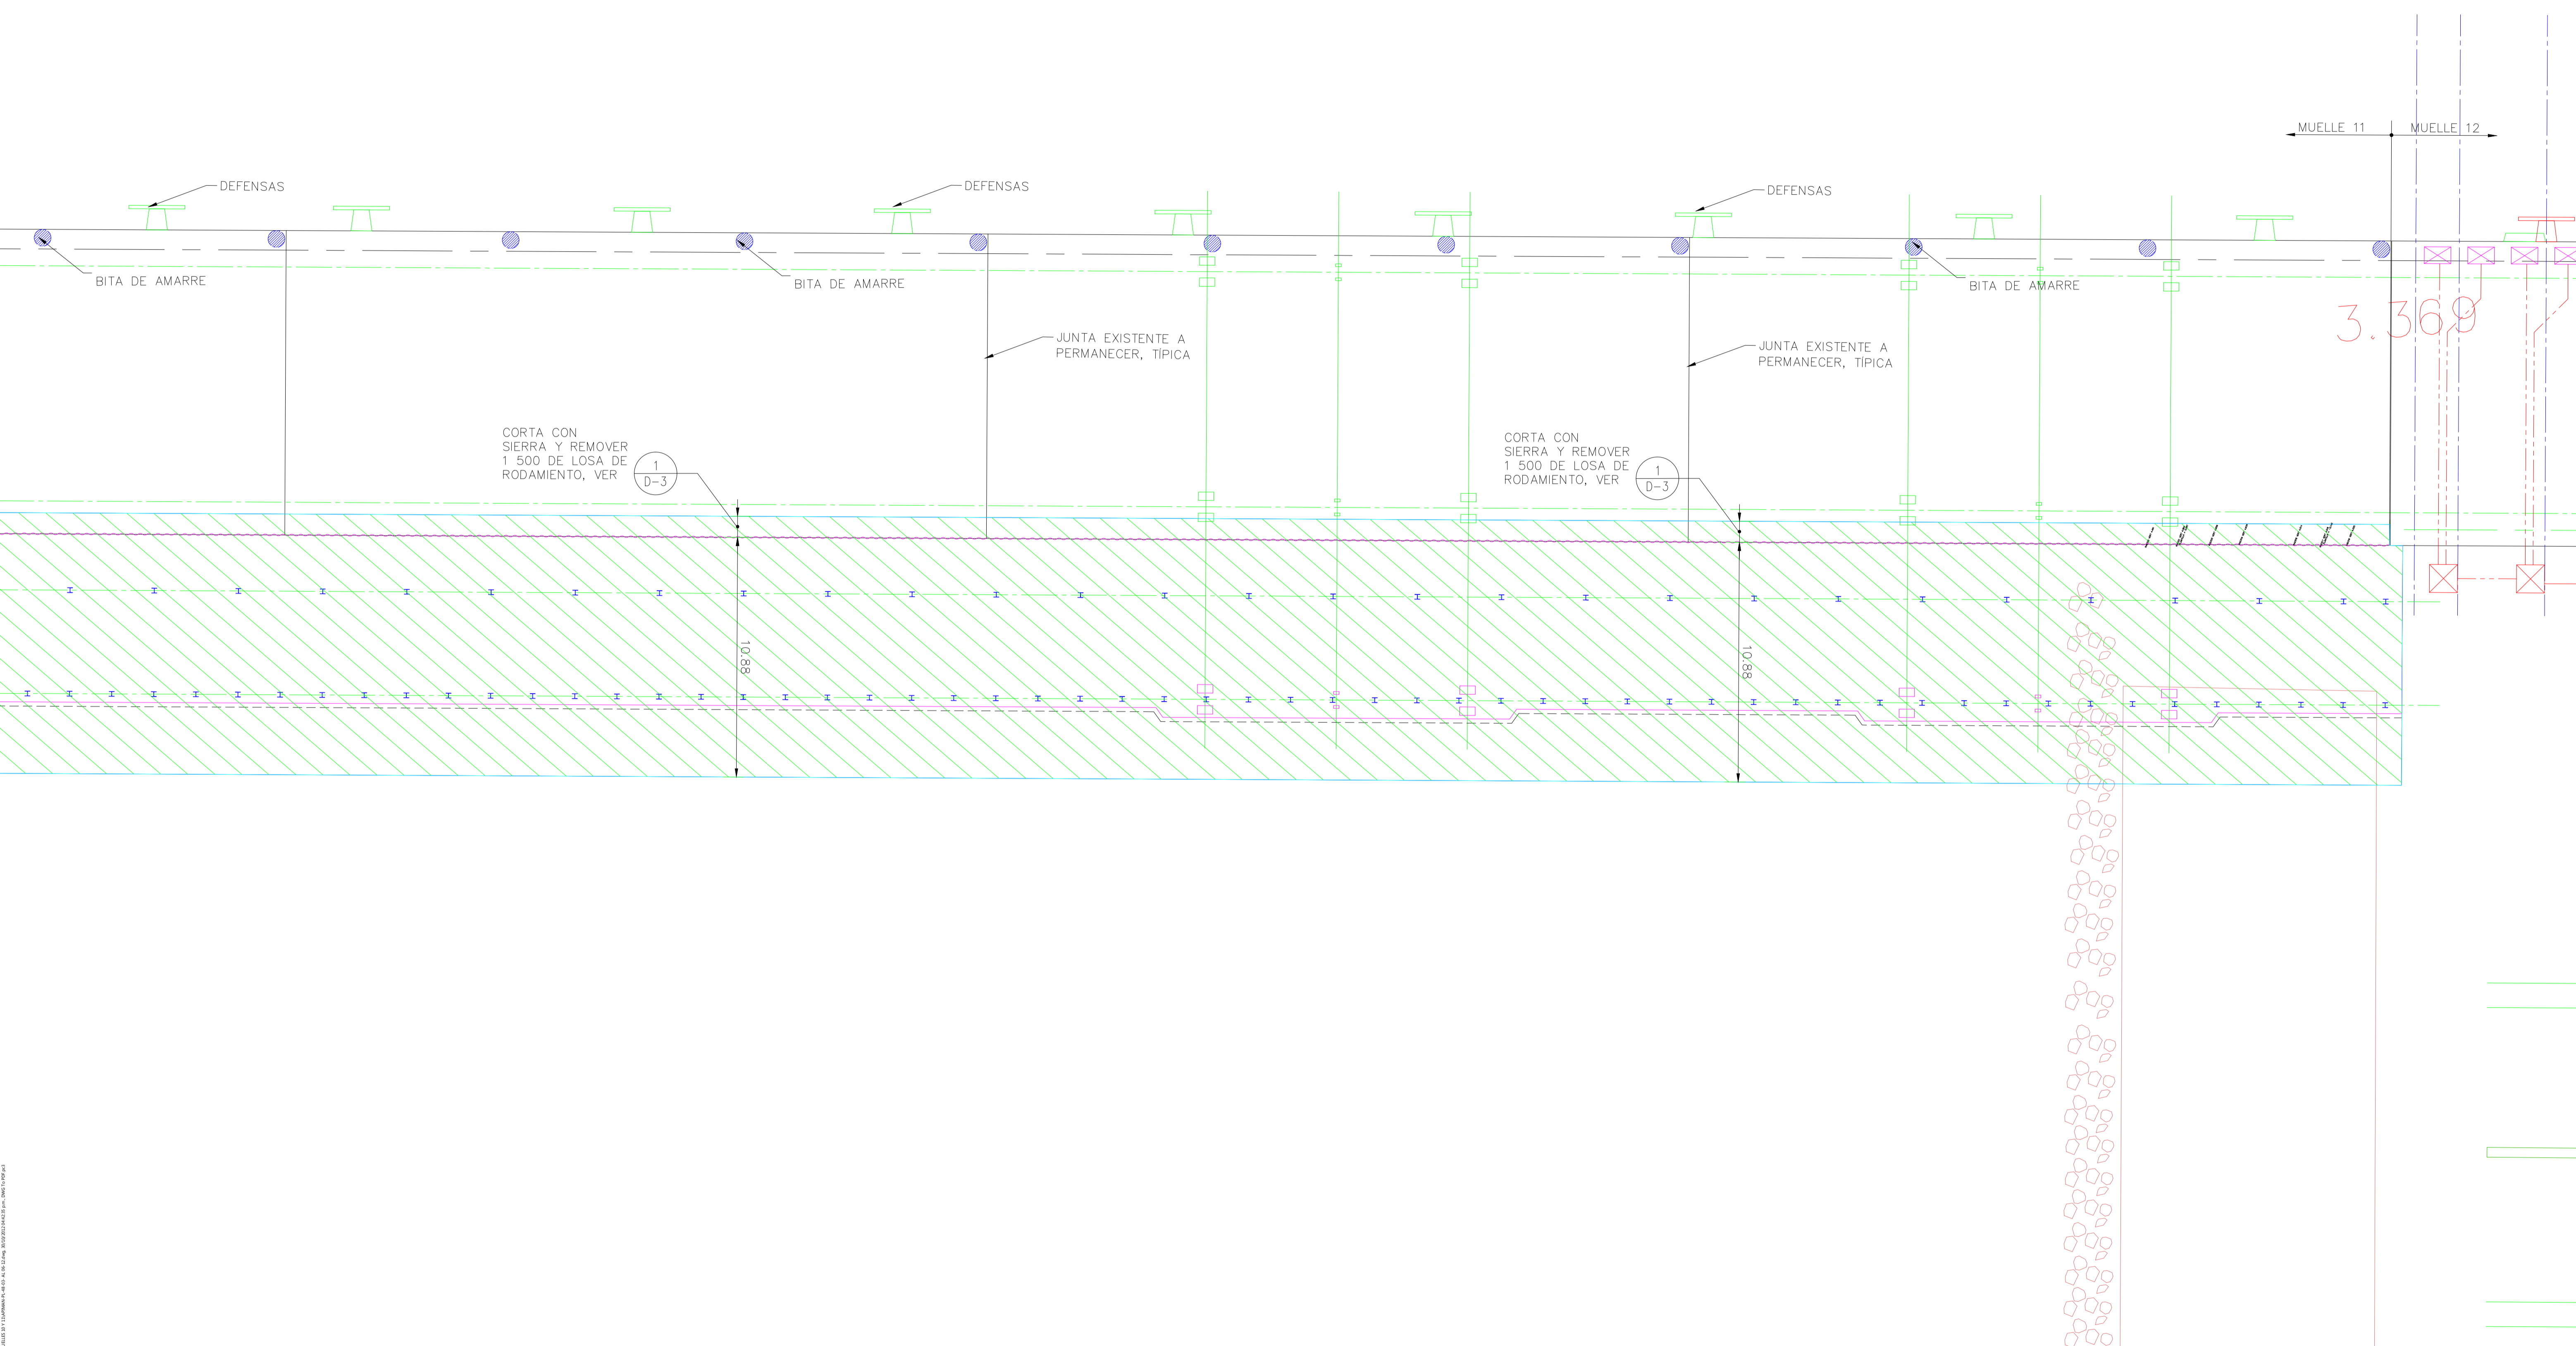 MUELLE 11
MUELLE 12
DEFENSAS
DEFENSAS
DEFENSAS
BITA DE AMARRE
BITA DE AMARRE
BITA DE AMARRE
3.369
JUNTA EXISTENTE A
PERMANECER, TÍPICA
JUNTA EXISTENTE A
PERMANECER, TÍPICA
CORTA CON
SIERRA Y REMOVER
1 500 DE LOSA DE
RODAMIENTO, VER
1
D-3
CORTA CON
SIERRA Y REMOVER
1 500 DE LOSA DE
RODAMIENTO, VER
1
D-3
10.88
10.88